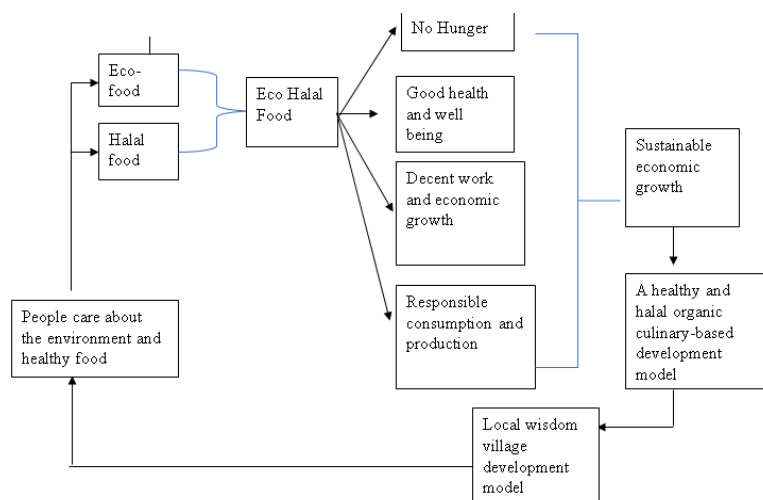 No Hunger
Eco-
food
Eco Halal
Food
Good health
and well
being
Halal
food
Sustainable
economic
growth
Decent work
and economic
growth
People care about
the environment and
healthy food
Responsible
consumption and
production
A healthy and
halal organic
culinary-based
development
model
Local wisdom
village
development
model